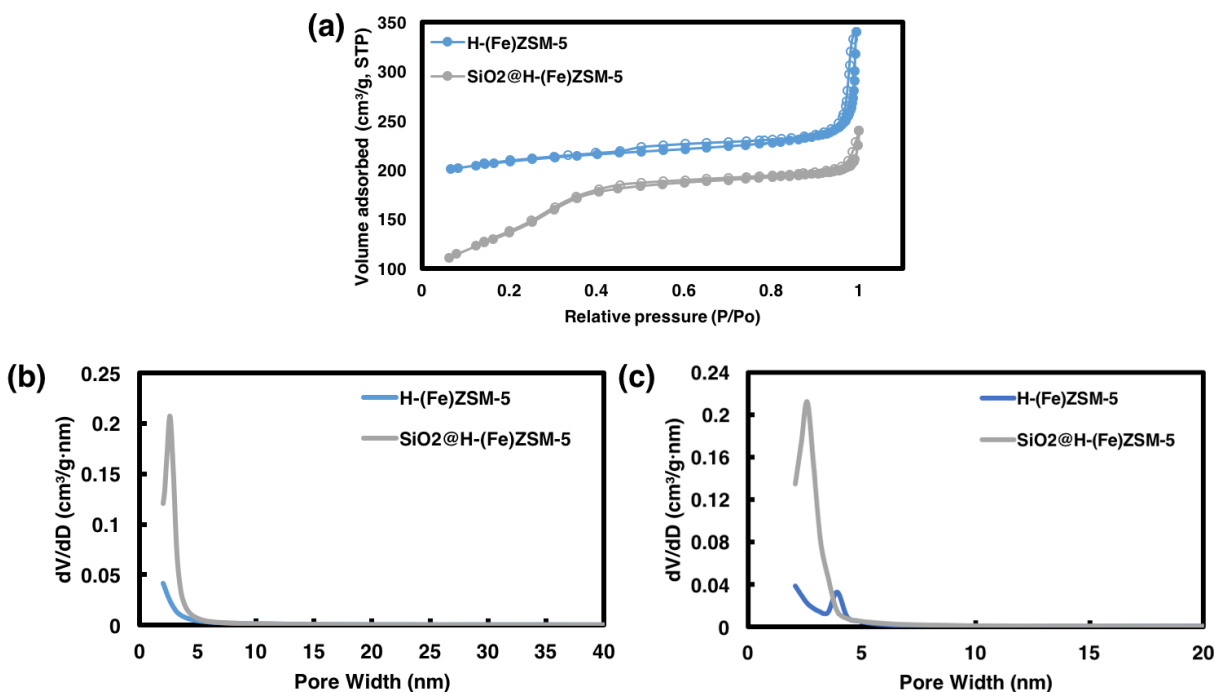 (a)
Volume adsorbed (cm³/g, STP)
350
300
250
200
150
100
H-(Fe)ZSM-5
SiO2@H-(Fe)ZSM-5
0
0.2
0.4
0.6
0.8
1
Relative pressure (P/Po)
(b)
dV/dD (cm³/g·nm)
0.25
0.2
0.15
0.1
0.05
0
H-(Fe)ZSM-5
SiO2@H-(Fe)ZSM-5
0
5
10
15
20
25
30
35
40
Pore Width (nm)
(c)
dV/dD (cm³/g·nm)
0.24
0.2
0.16
0.12
0.08
0.04
0
H-(Fe)ZSM-5
SiO2@H-(Fe)ZSM-5
0
5
10
15
20
Pore Width (nm)